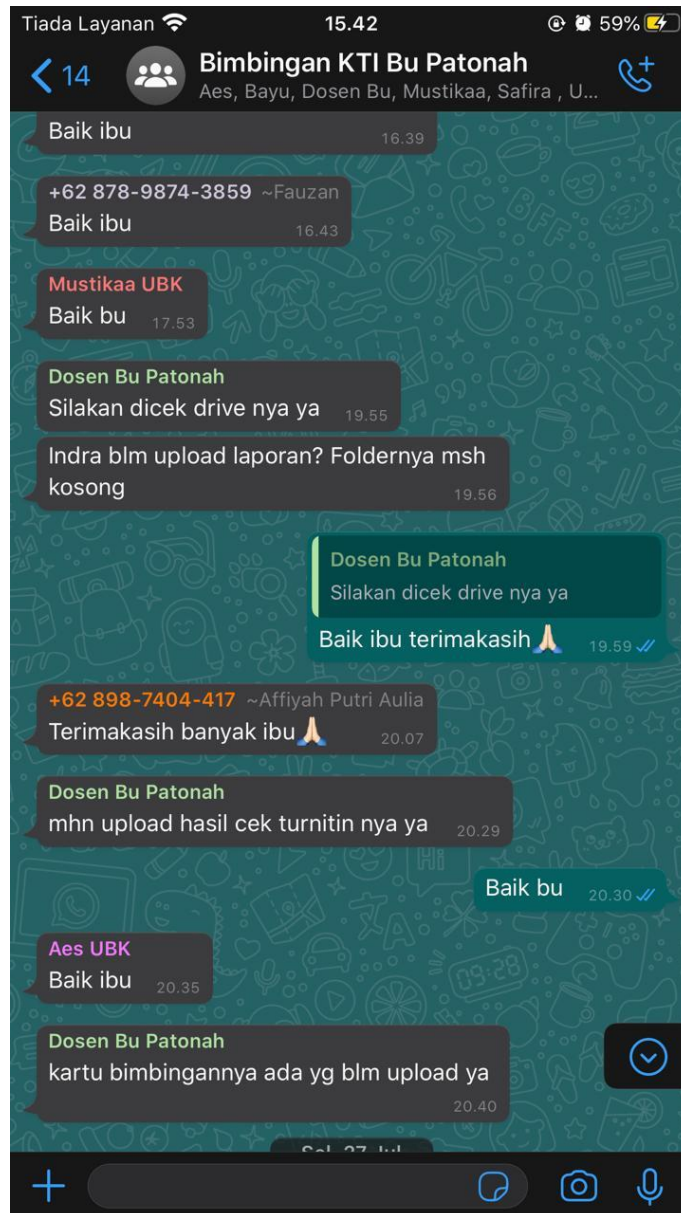 Tiada Layanan 15.42 59%
14 Bimbingan KTI Bu Patonah
Aes, Bayu, Dosen Bu, Mustikaa, Safira , U...
Baik ibu 16.39
+62 878-9874-3859 ~Fauzan
Baik ibu 16.43
Mustikaa UBK
Baik bu 17.53
Dosen Bu Patonah
Silakan dicek drive nya ya 19.55
Indra blm upload laporan? Foldernya msh
kosong 19.56
Dosen Bu Patonah
Silakan dicek drive nya ya
Baik ibu terimakasih🙏🏻 19.59
+62 898-7404-417 ~Affiyah Putri Aulia
Terimakasih banyak ibu🙏🏻 20.07
Dosen Bu Patonah
mhn upload hasil cek turnitin nya ya 20.29
Baik bu 20.30
Aes UBK
Baik ibu 20.35
Dosen Bu Patonah
kartu bimbingannya ada yg blm upload ya
20.40
Sel, 27 Jul